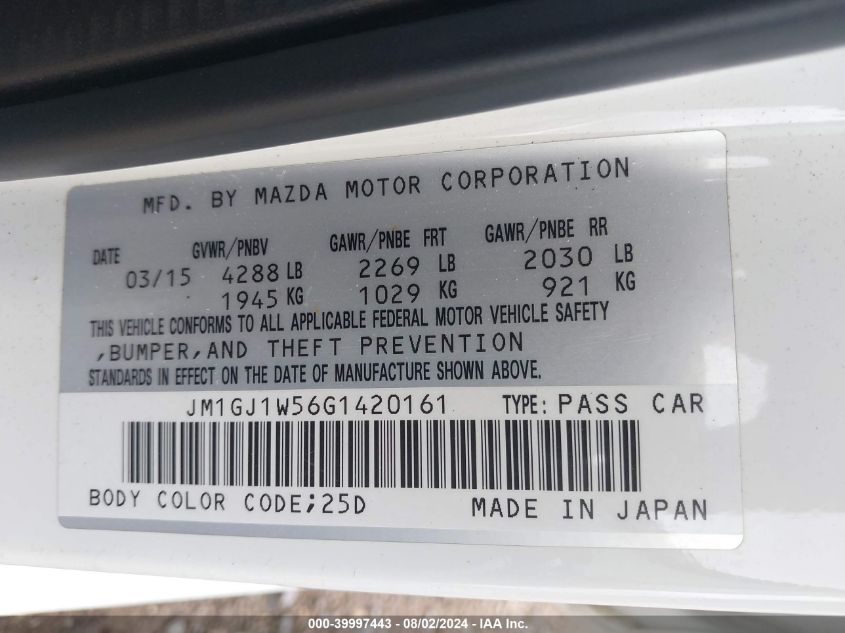 MFD. BY MAZDA MOTOR CORPORATION
DATE GVWR/PNBV GAWR/PNBE FRT GAWR/PNBE RR
03/15 4288 LB 2269 LB 2030 LB
1945 KG 1029 KG 921 KG
THIS VEHICLE CONFORMS TO ALL APPLICABLE FEDERAL MOTOR VEHICLE SAFETY
,BUMPER,AND THEFT PREVENTION
STANDARDS IN EFFECT ON THE DATE OF MANUFACTURE SHOWN ABOVE.
JM1GJ1W56G1420161 TYPE: PASS CAR
BODY COLOR CODE;25D MADE IN JAPAN
000-39997443 - 08/02/2024 - IAA Inc.